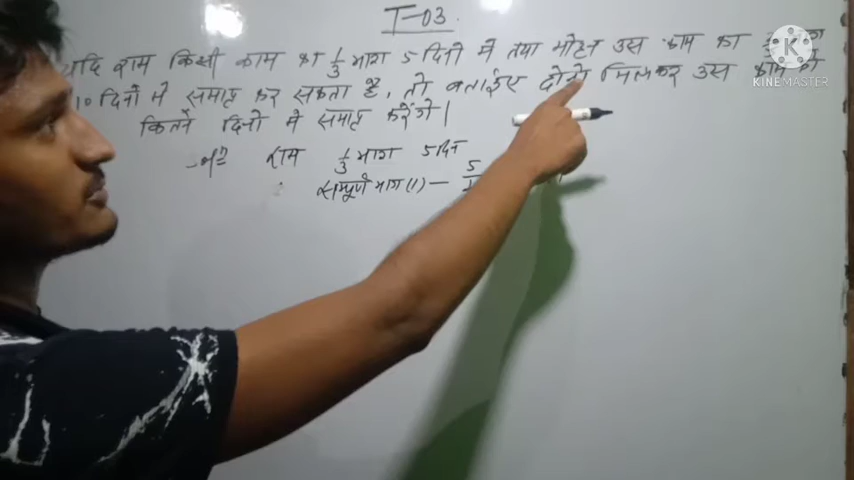 T-03.
यदि राम किसी काम का 1/3 भाग 5 दिनों में तथा मोहन उस काम का
10 दिनों में समाप्त कर सकता है, तो बताईए दोनों मिलकर उस काम को
कितने दिनों में समाप्त करेंगे।
राम 1/3 भाग 5 दिन
सम्पूर्ण भाग (1) — 5
K
KINEMASTER